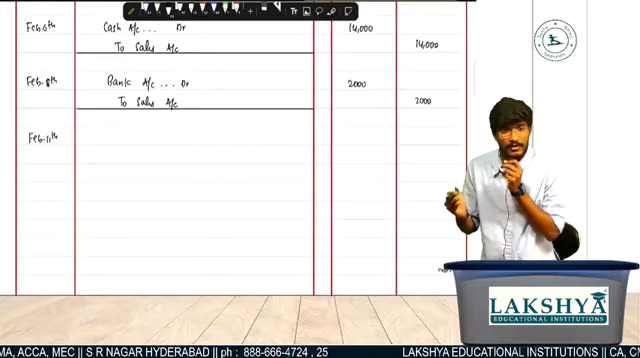 Feb 6th Cash A/c ... Dr 14,000
To Sales A/c 14,000
Feb-8th Bank A/c ... Dr 2000
To Sales A/c 2000
Feb-11th
Page
LAKSHYA
EDUCATIONAL INSTITUTIONS
MA, ACCA, MEC || S R NAGAR HYDERABAD || ph : 888-666-4724 , 25 LAKSHYA EDUCATIONAL INSTITUTIONS || CA, C